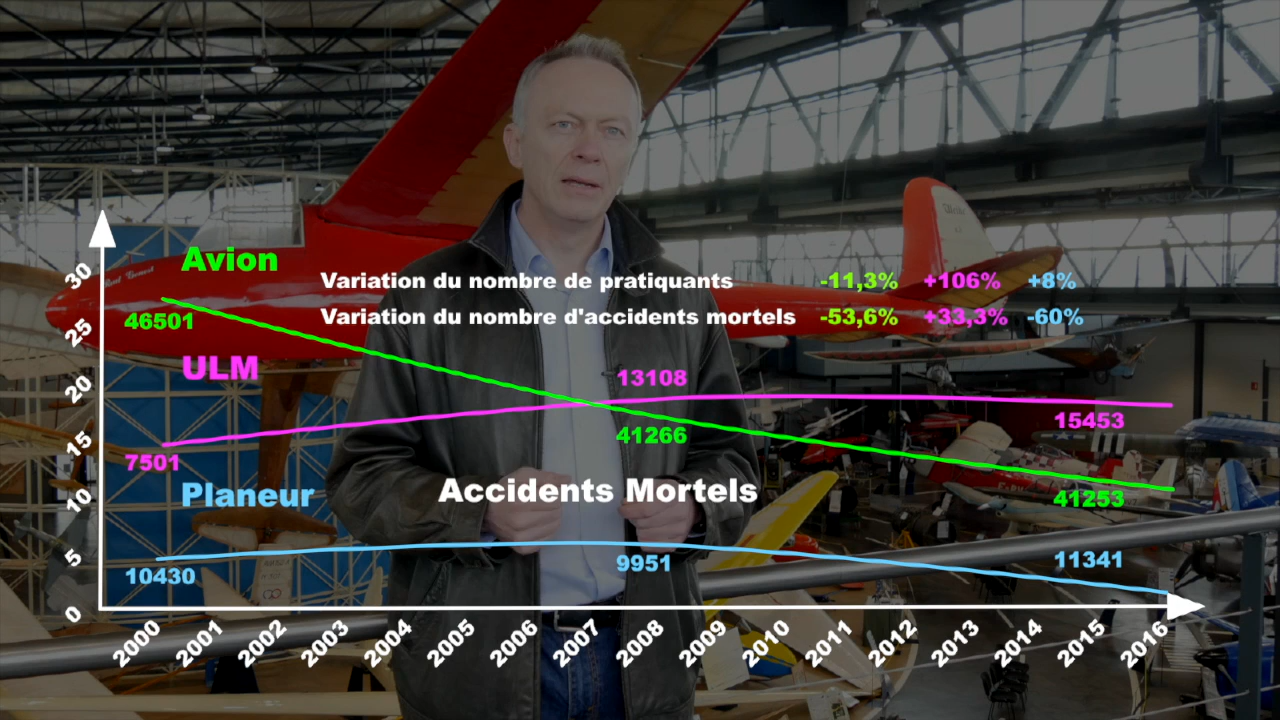 Avion
Variation du nombre de pratiquants -11,3% +106% +8%
Variation du nombre d'accidents mortels -53,6% +33,3% -60%
46501
ULM
13108
15453
41266
7501
Planeur
Accidents Mortels
41253
10430
9951
11341
30
25
20
15
10
5
0
2000 2001 2002 2003 2004 2005 2006 2007 2008 2009 2010 2011 2012 2013 2014 2015 2016